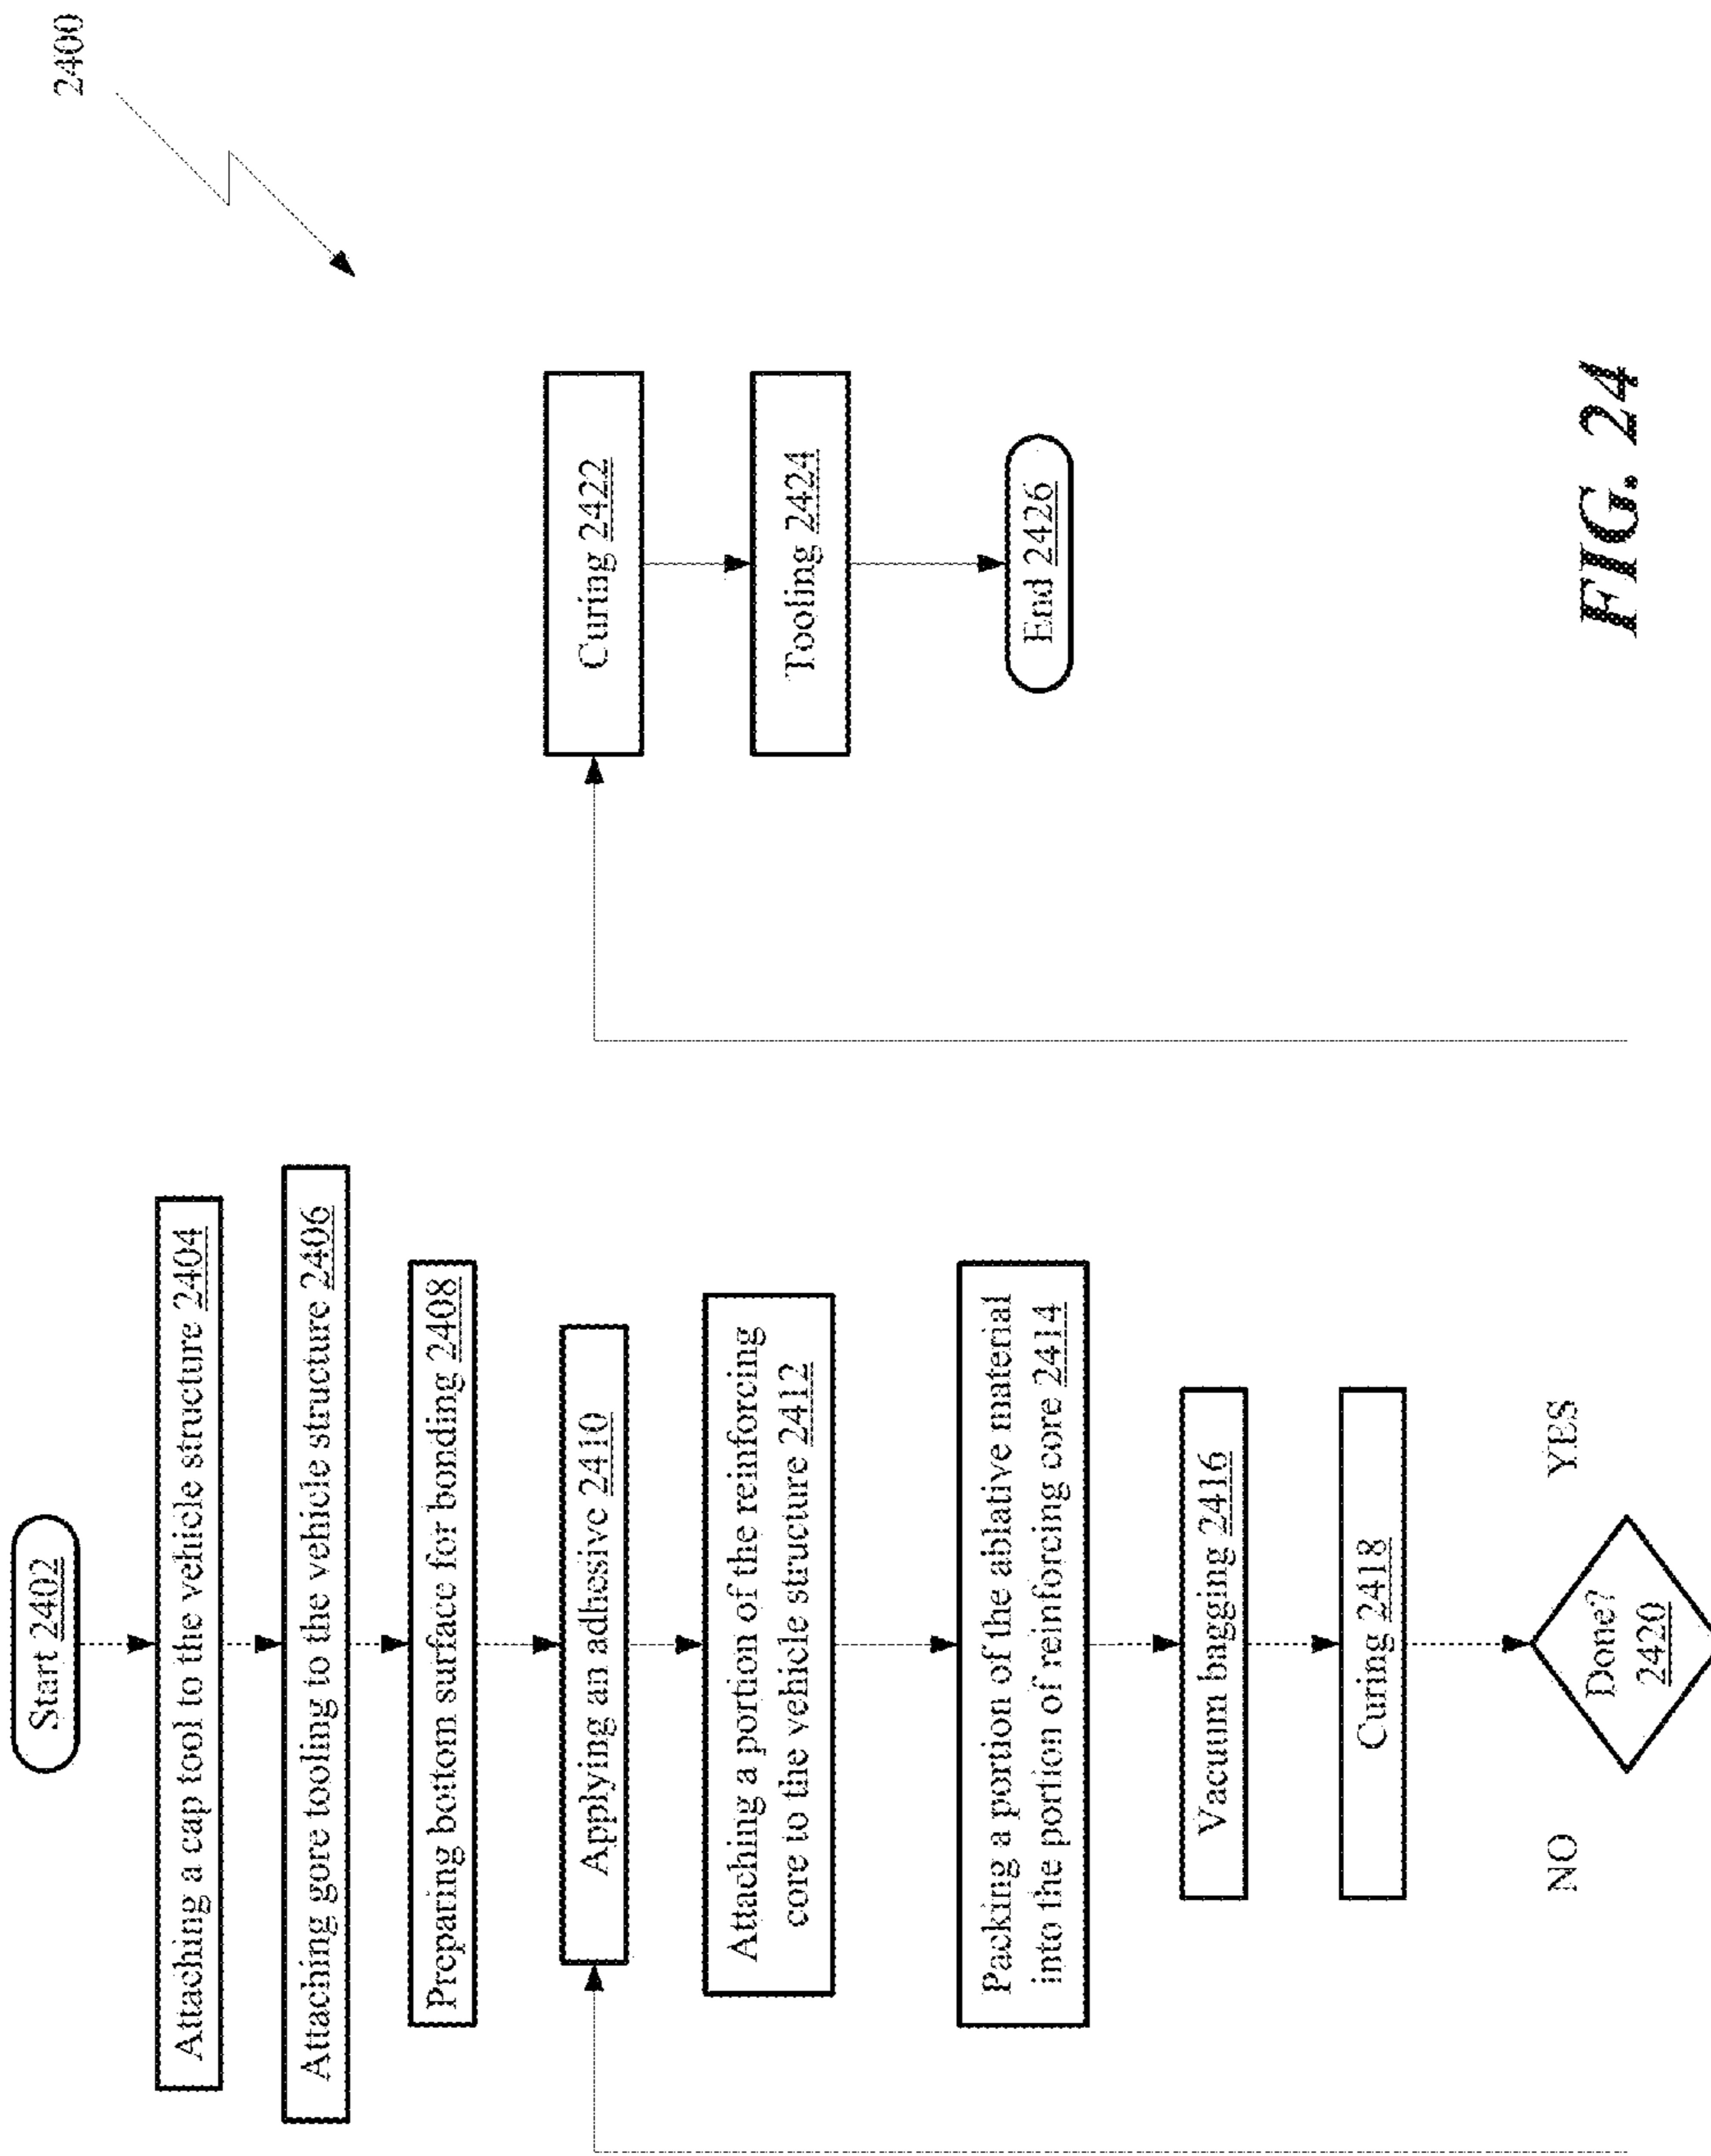 2400
Start 2402
Attaching a cap tool to the vehicle structure 2404
Attaching gore tooling to the vehicle structure 2406
Preparing bottom surface for bonding 2408
Applying an adhesive 2410
Attaching a portion of the reinforcing
core to the vehicle structure 2412
Packing a portion of the ablative material
into the portion of reinforcing core 2414
Vacuum bagging 2416
Curing 2418
NO
YES
Done?
2420
Curing 2422
Tooling 2424
End 2426
FIG. 24